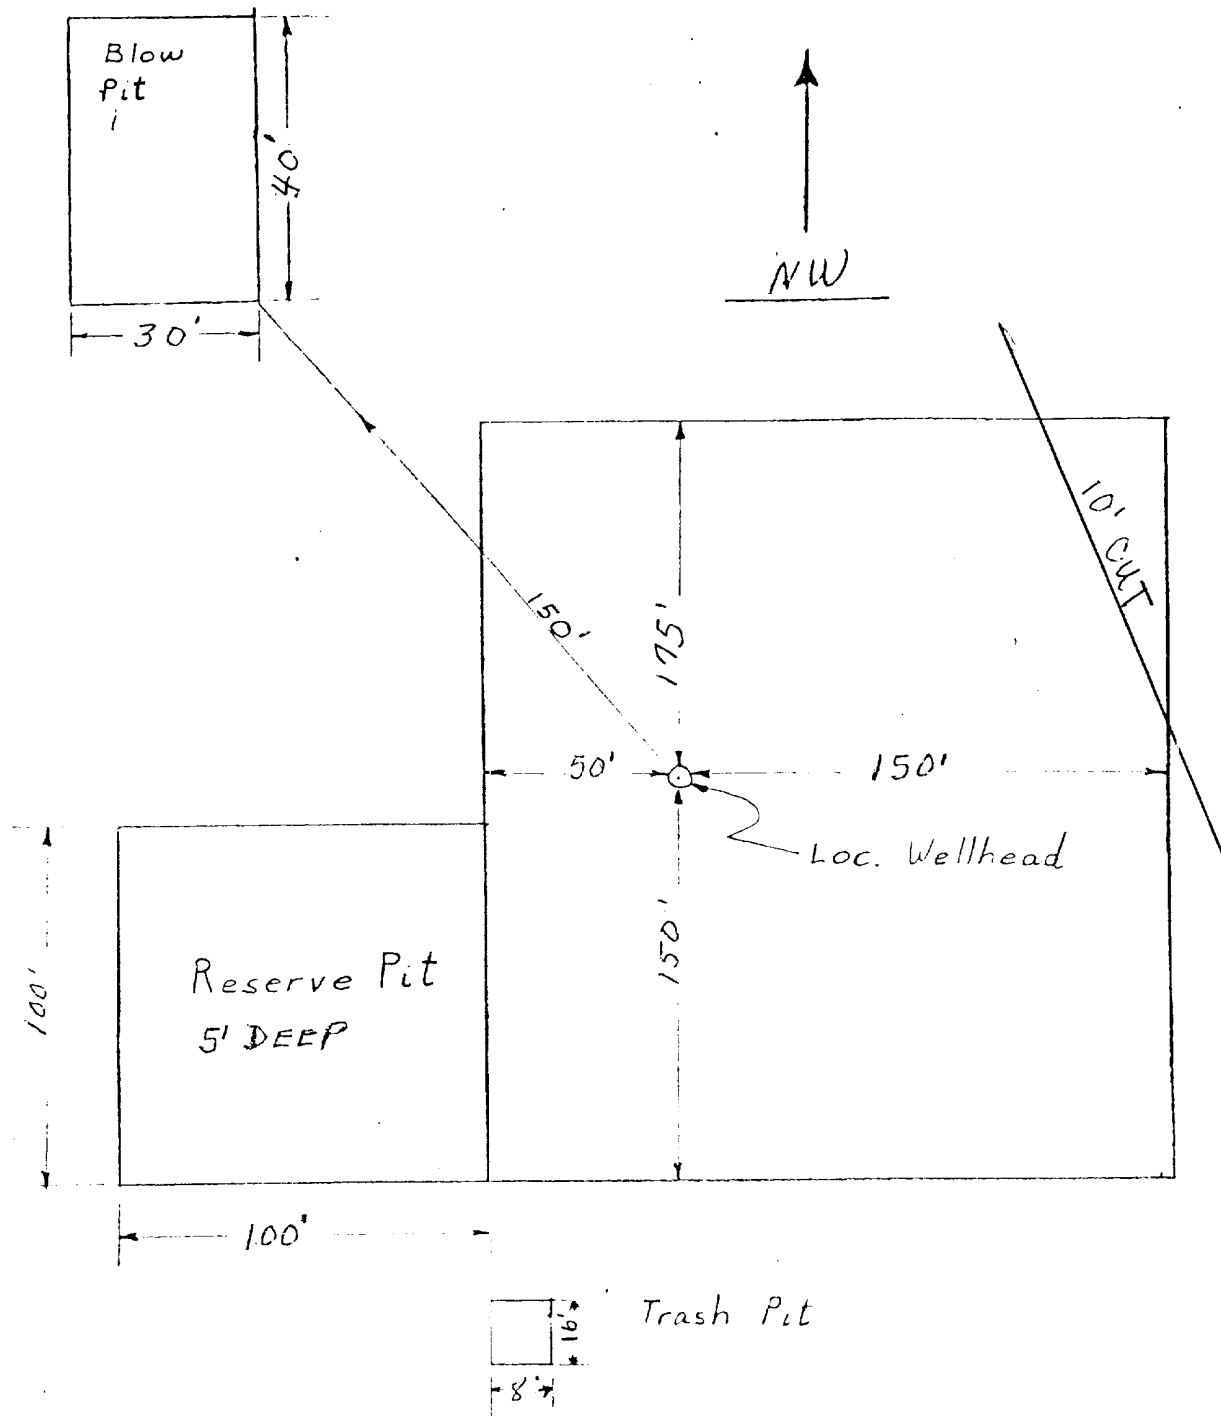 Blow
Pit
40'
30'
NW
10' CUT
150'
175'
50'
150'
Loc. Wellhead
150'
100'
Reserve Pit
5' DEEP
100'
16'
Trash Pit
8'